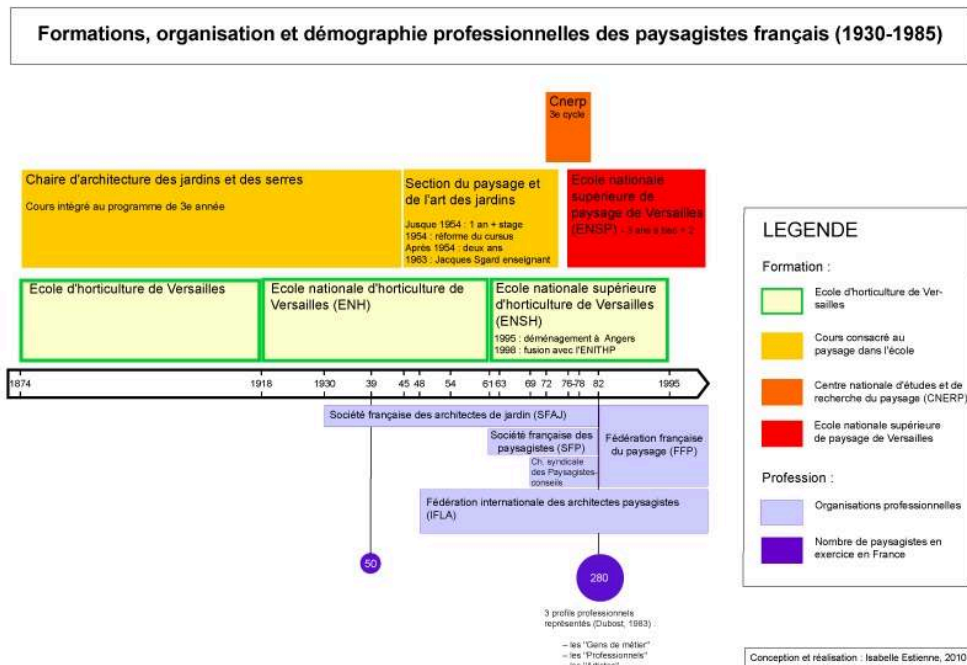 Formations, organisation et démographie professionnelles des paysagistes français (1930-1985)
Cnerp
3e cycle
Chaire d'architecture des jardins et des serres
Cours intégré au programme de 3e année
Section du paysage et
de l'art des jardins
Jusque 1954 : 1 an + stage
1954 : réforme du cursus
Après 1954 : deux ans
1963 : Jacques Sgard enseignant
Ecole nationale
supérieure de
paysage de Versailles
(ENSP) - 3 ans à bac + 2
Ecole d'horticulture de Versailles
Ecole nationale d'horticulture de
Versailles (ENH)
Ecole nationale supérieure
d'horticulture de Versailles
(ENSH)
1995 : déménagement à Angers
1998 : fusion avec l'ENITHP
1874 1918 1930 39 45 48 54 61 63 69 72 76-78 82 1995
Société française des architectes de jardin (SFAJ)
Société française des
paysagistes (SFP)
Ch. syndicale
des Paysagistes-
conseils
Fédération française
du paysage (FFP)
Fédération internationale des architectes paysagistes
(IFLA)
50
280
3 profils professionnels
représentés (Dubost, 1983) :
– les "Gens de métier"
– les "Professionnels"
LEGENDE
Formation :
Ecole d'horticulture de Ver-
sailles
Cours consacré au
paysage dans l'école
Centre nationale d'études et de
recherche du paysage (CNERP)
Ecole nationale supérieure
de paysage de Versailles
Profession :
Organisations professionnelles
Nombre de paysagistes en
exercice en France
Conception et réalisation : Isabelle Estienne, 2010